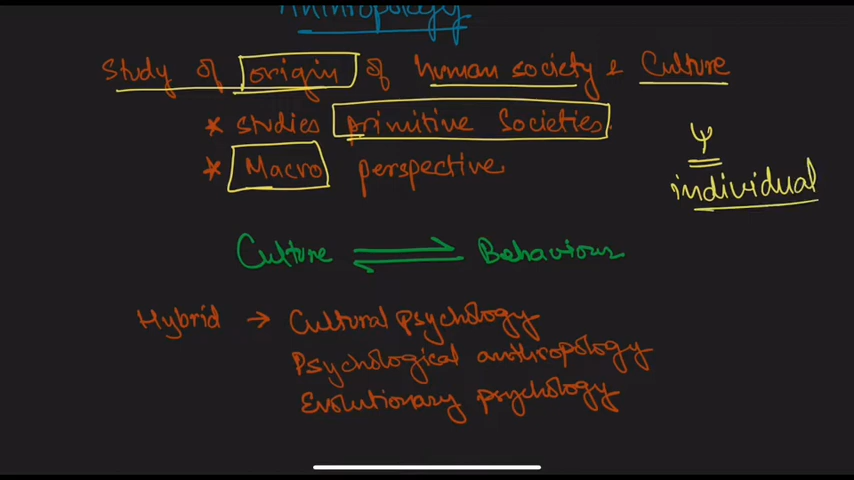 Anthropology
Study of origin of human society & Culture
* studies primitive Societies.
* Macro perspective
ψ
individual
Culture ⇌ Behaviour
Hybrid → Cultural psychology
Psychological anthropology
Evolutionary psychology